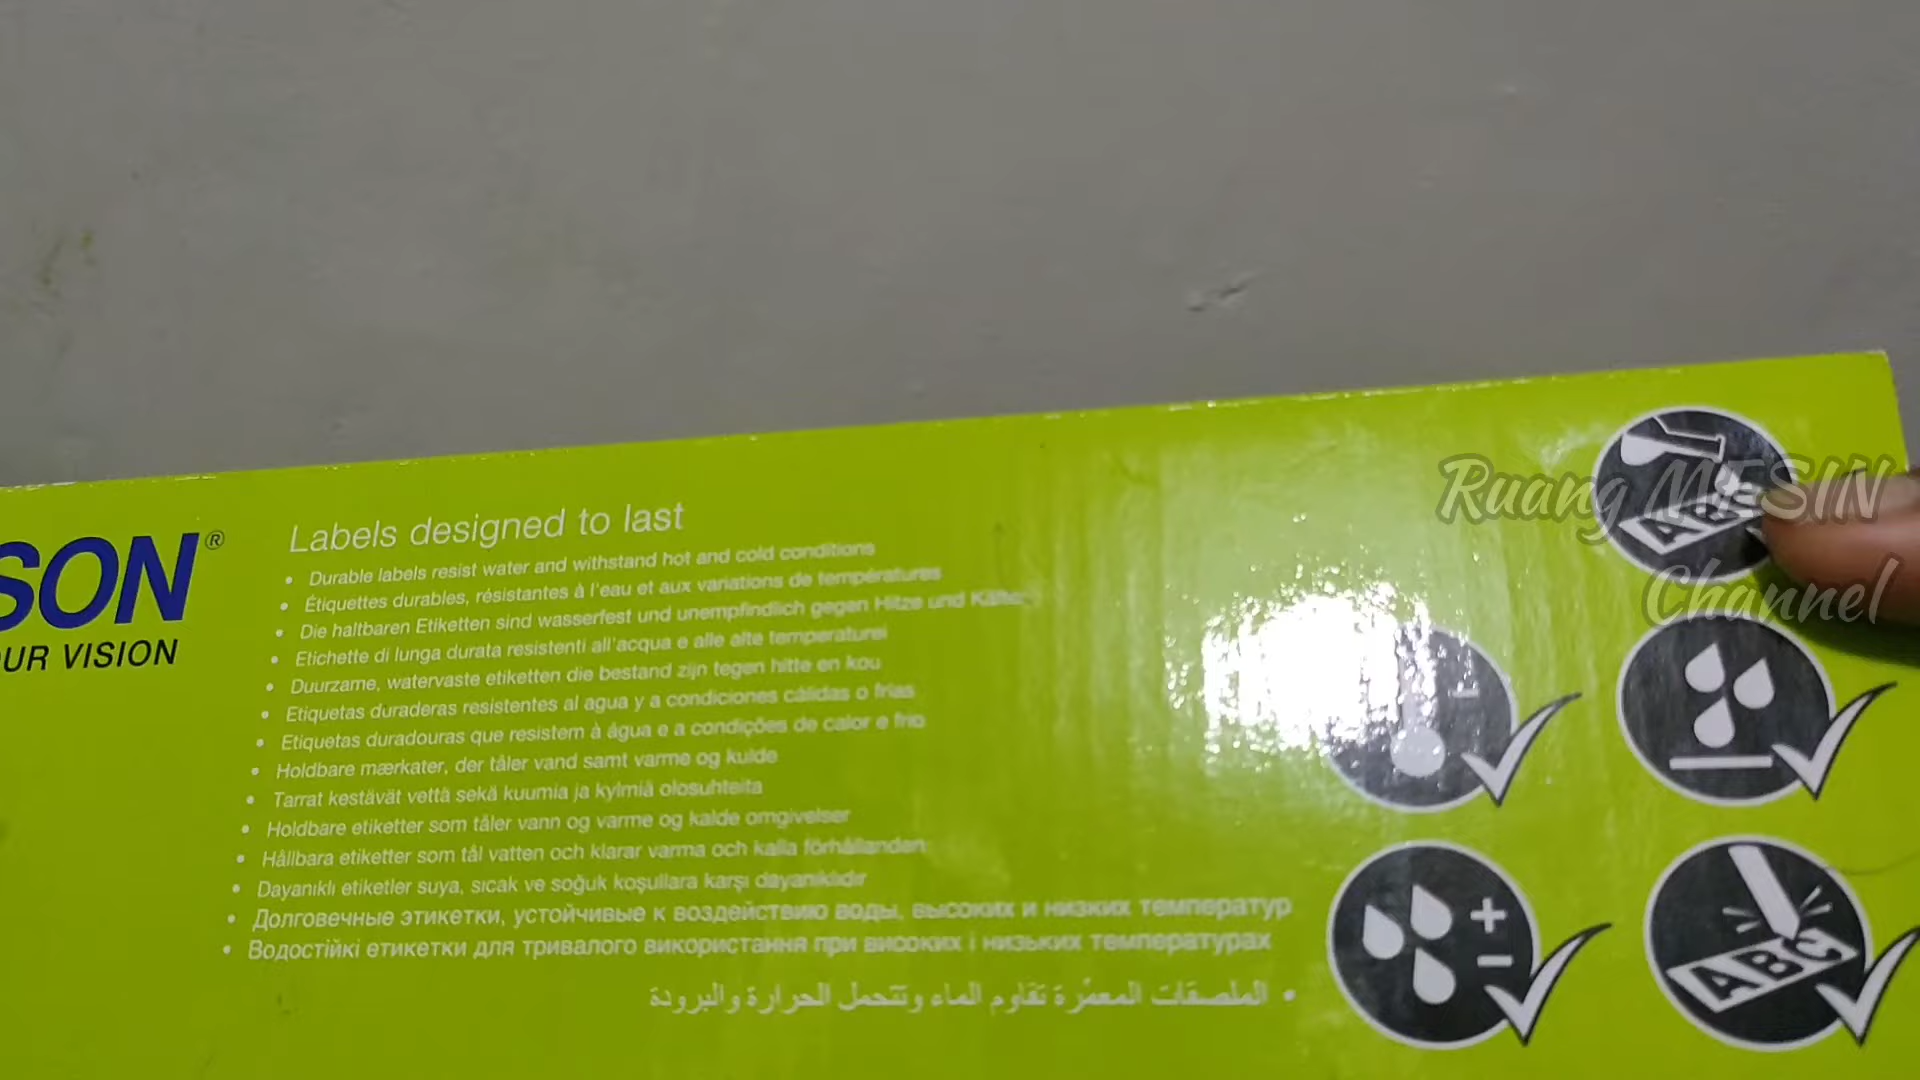 SON®
OUR VISION
Labels designed to last
• Durable labels resist water and withstand hot and cold conditions
• Étiquettes durables, résistantes à l'eau et aux variations de températures
• Die haltbaren Etiketten sind wasserfest und unempfindlich gegen Hitze und Kälte
• Etichette di lunga durata resistenti all'acqua e alle alte temperaturei
• Duurzame, watervaste etiketten die bestand zijn tegen hitte en kou
• Etiquetas duraderas resistentes al agua y a condiciones cálidas o frías
• Etiquetas duradouras que resistem à água e a condições de calor e frio
• Holdbare mærkater, der tåler vand samt varme og kulde
• Tarrat kestävät vettä sekä kuumia ja kylmiä olosuhteita
• Holdbare etiketter som tåler vann og varme og kalde omgivelser
• Hållbara etiketter som tål vatten och klarar varma och kalla förhållanden
• Dayanıklı etiketler suya, sıcak ve soğuk koşullara karşı dayanıklıdır
• Долговечные этикетки, устойчивые к воздействию воды, высоких и низких температур
• Водостійкі етикетки для тривалого використання при високих і низьких температурах
• الملصقات المعمّرة تقاوم الماء وتتحمل الحرارة والبرودة
Ruang MESIN
Channel
ABC